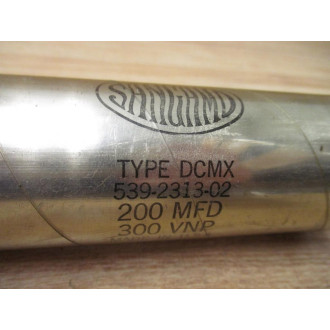 SANGAMO
TYPE DCMX
539-2313-02
200 MFD
300 VNP